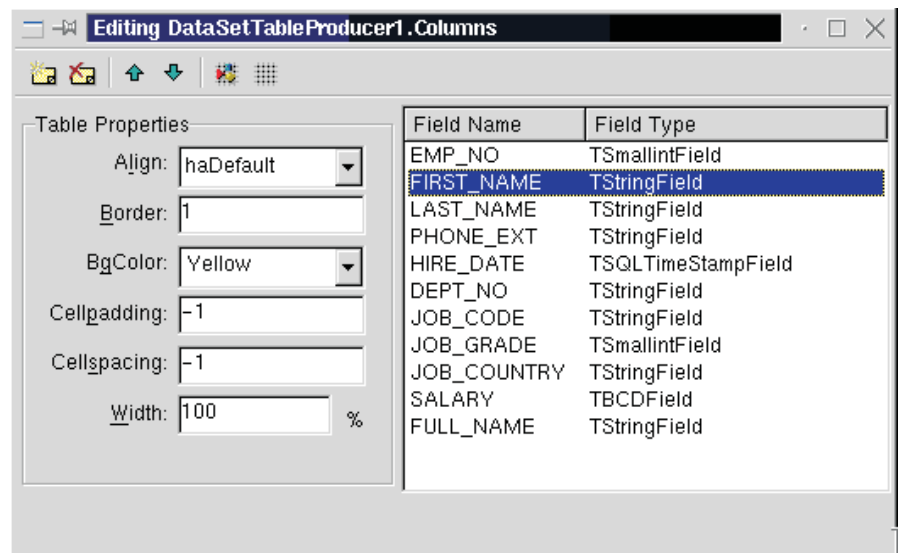 Editing DataSetTableProducer1.Columns
Table Properties
Align: haDefault
Border: 1
BgColor: Yellow
Cellpadding: -1
Cellspacing: -1
Width: 100 %
Field Name Field Type
EMP_NO TSmallintField
FIRST_NAME TStringField
LAST_NAME TStringField
PHONE_EXT TStringField
HIRE_DATE TSQLTimeStampField
DEPT_NO TStringField
JOB_CODE TStringField
JOB_GRADE TSmallintField
JOB_COUNTRY TStringField
SALARY TBCDField
FULL_NAME TStringField